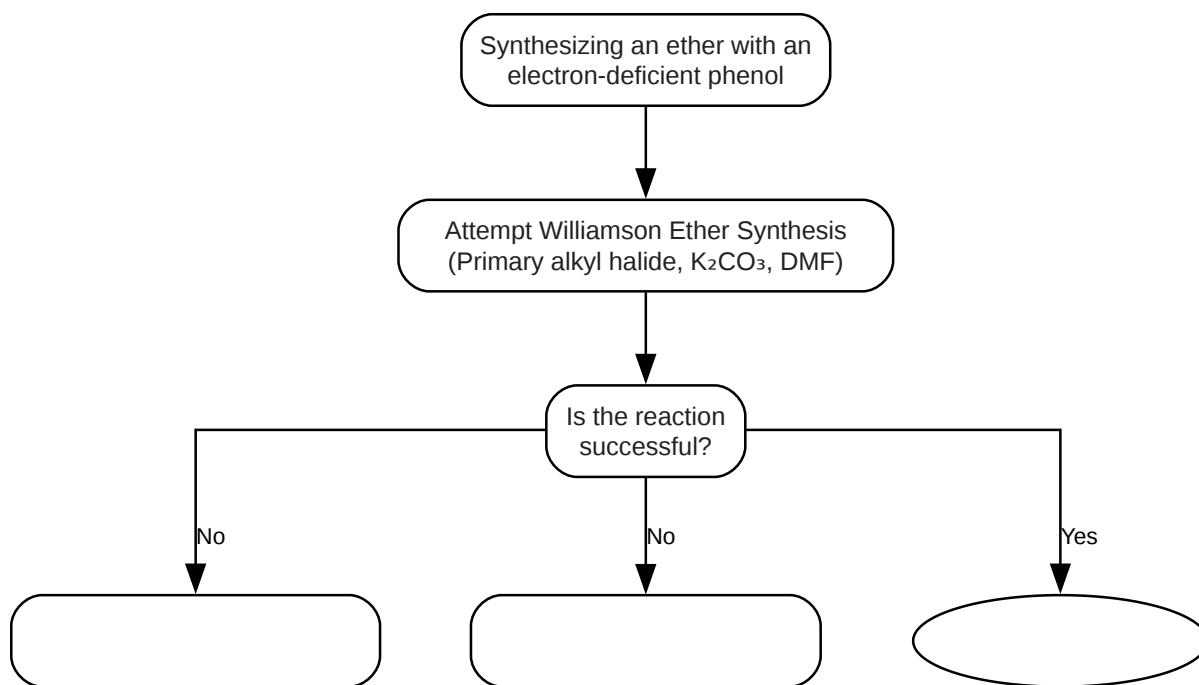 Synthesizing an ether with an
electron-deficient phenol
Attempt Williamson Ether Synthesis
(Primary alkyl halide, K₂CO₃, DMF)
Is the reaction
successful?
No
No
Yes